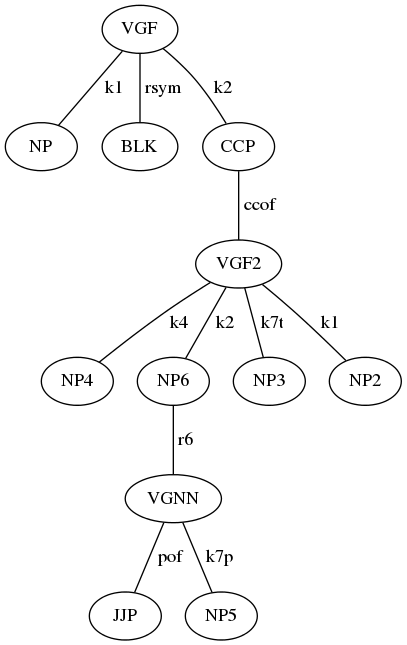 VGF
k1 rsym k2
NP BLK CCP
ccof
VGF2
k4 k2 k7t k1
NP4 NP6 NP3 NP2
r6
VGNN
pof k7p
JJP NP5